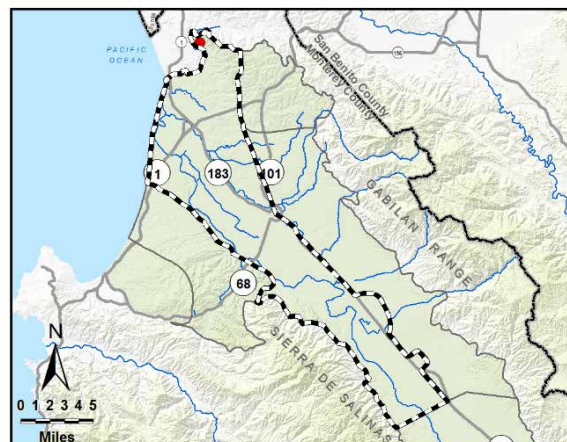 PACIFIC
OCEAN
1
156
San Benito County
Monterey County
1
183
101
GABILAN RANGE
68
SIERRA DE SALINAS
N
0 1 2 3 4 5
Miles